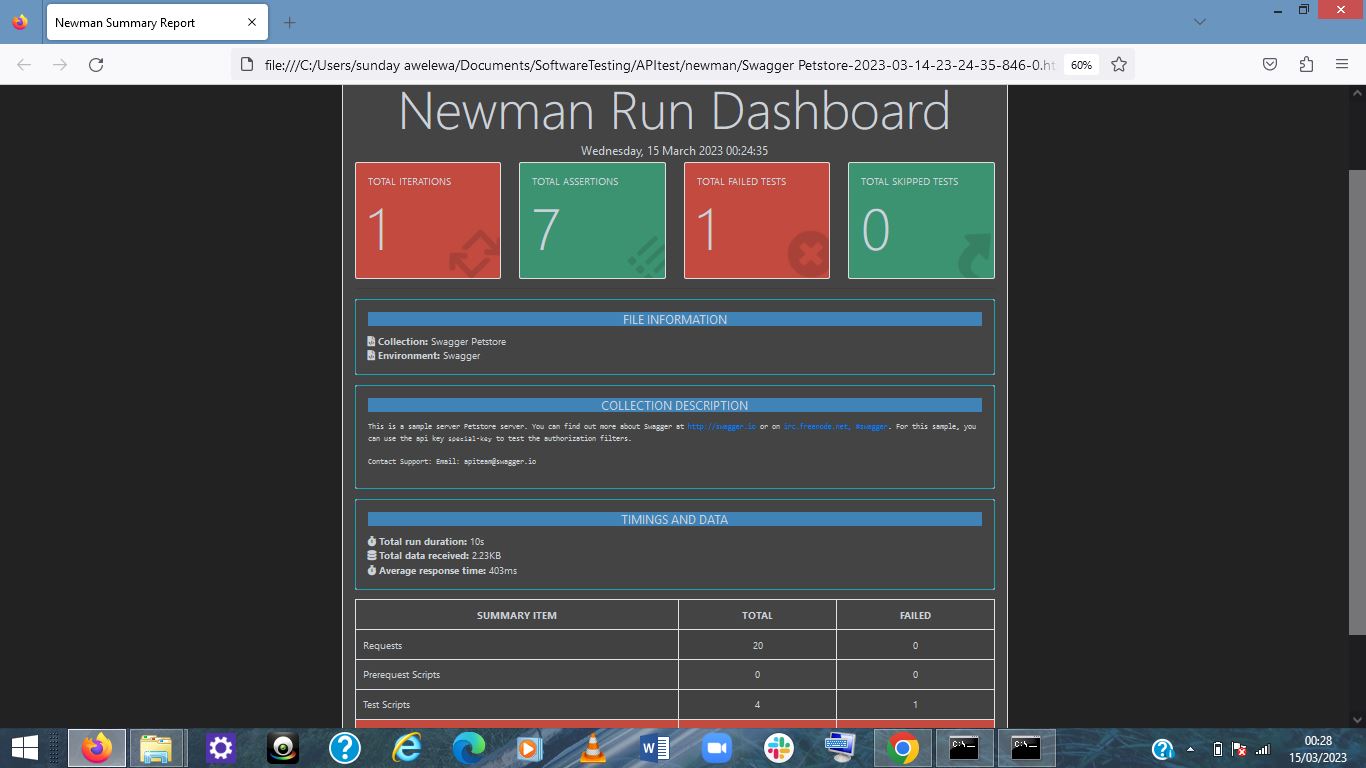 Newman Summary Report
file:///C:/Users/sunday awelewa/Documents/SoftwareTesting/APItest/newman/Swagger Petstore-2023-03-14-23-24-35-846-0.ht
60%
Newman Run Dashboard
Wednesday, 15 March 2023 00:24:35
TOTAL ITERATIONS
1
TOTAL ASSERTIONS
7
TOTAL FAILED TESTS
1
TOTAL SKIPPED TESTS
0
FILE INFORMATION
Collection: Swagger Petstore
Environment: Swagger
COLLECTION DESCRIPTION
This is a sample server Petstore server. You can find out more about Swagger at http://swagger.io or on irc.freenode.net, #swagger. For this sample, you
can use the api key special-key to test the authorization filters.
Contact Support: Email: apiteam@swagger.io
TIMINGS AND DATA
Total run duration: 10s
Total data received: 2.23KB
Average response time: 403ms
SUMMARY ITEM TOTAL FAILED
Requests 20 0
Prerequest Scripts 0 0
Test Scripts 4 1
00:28
15/03/2023